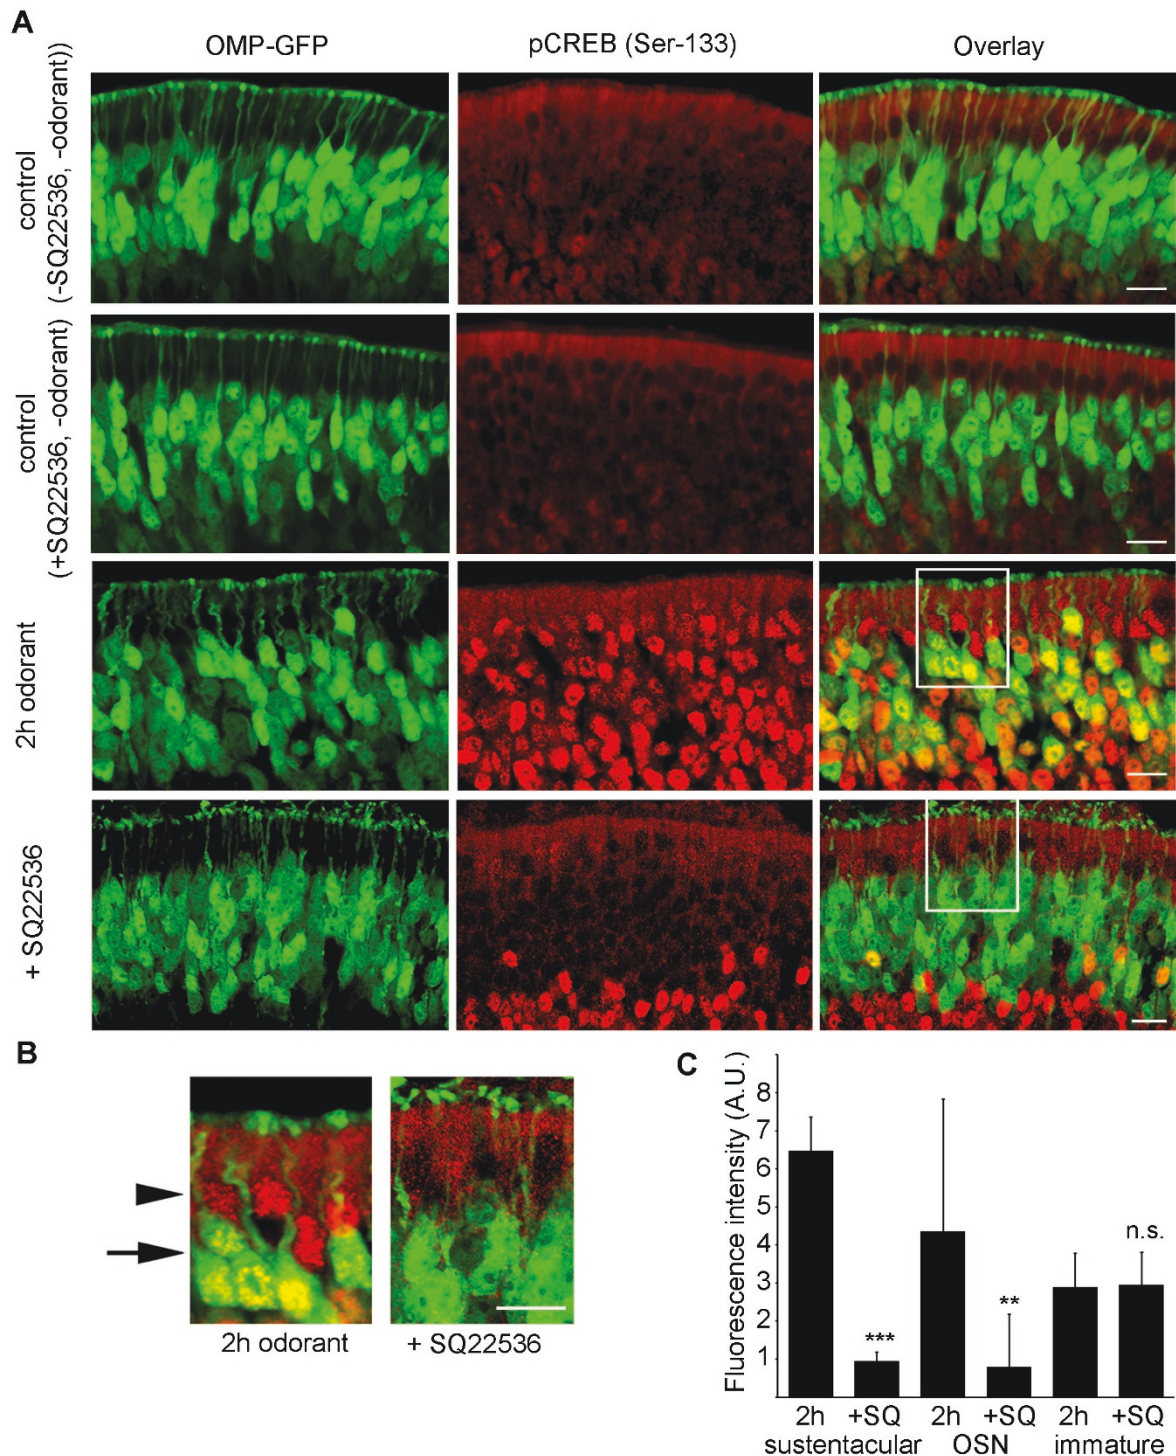 A
OMP-GFP
pCREB (Ser-133)
Overlay
control
(-SQ222536, -odorant))
control
(+SQ22536, -odorant)
2h odorant
+ SQ22536
B
2h odorant
+ SQ22536
C
Fluorescence intensity (A.U.)
8
7
6
5
4
3
2
1
***
**
n.s.
2h +SQ 2h +SQ 2h +SQ
sustentacular OSN immature